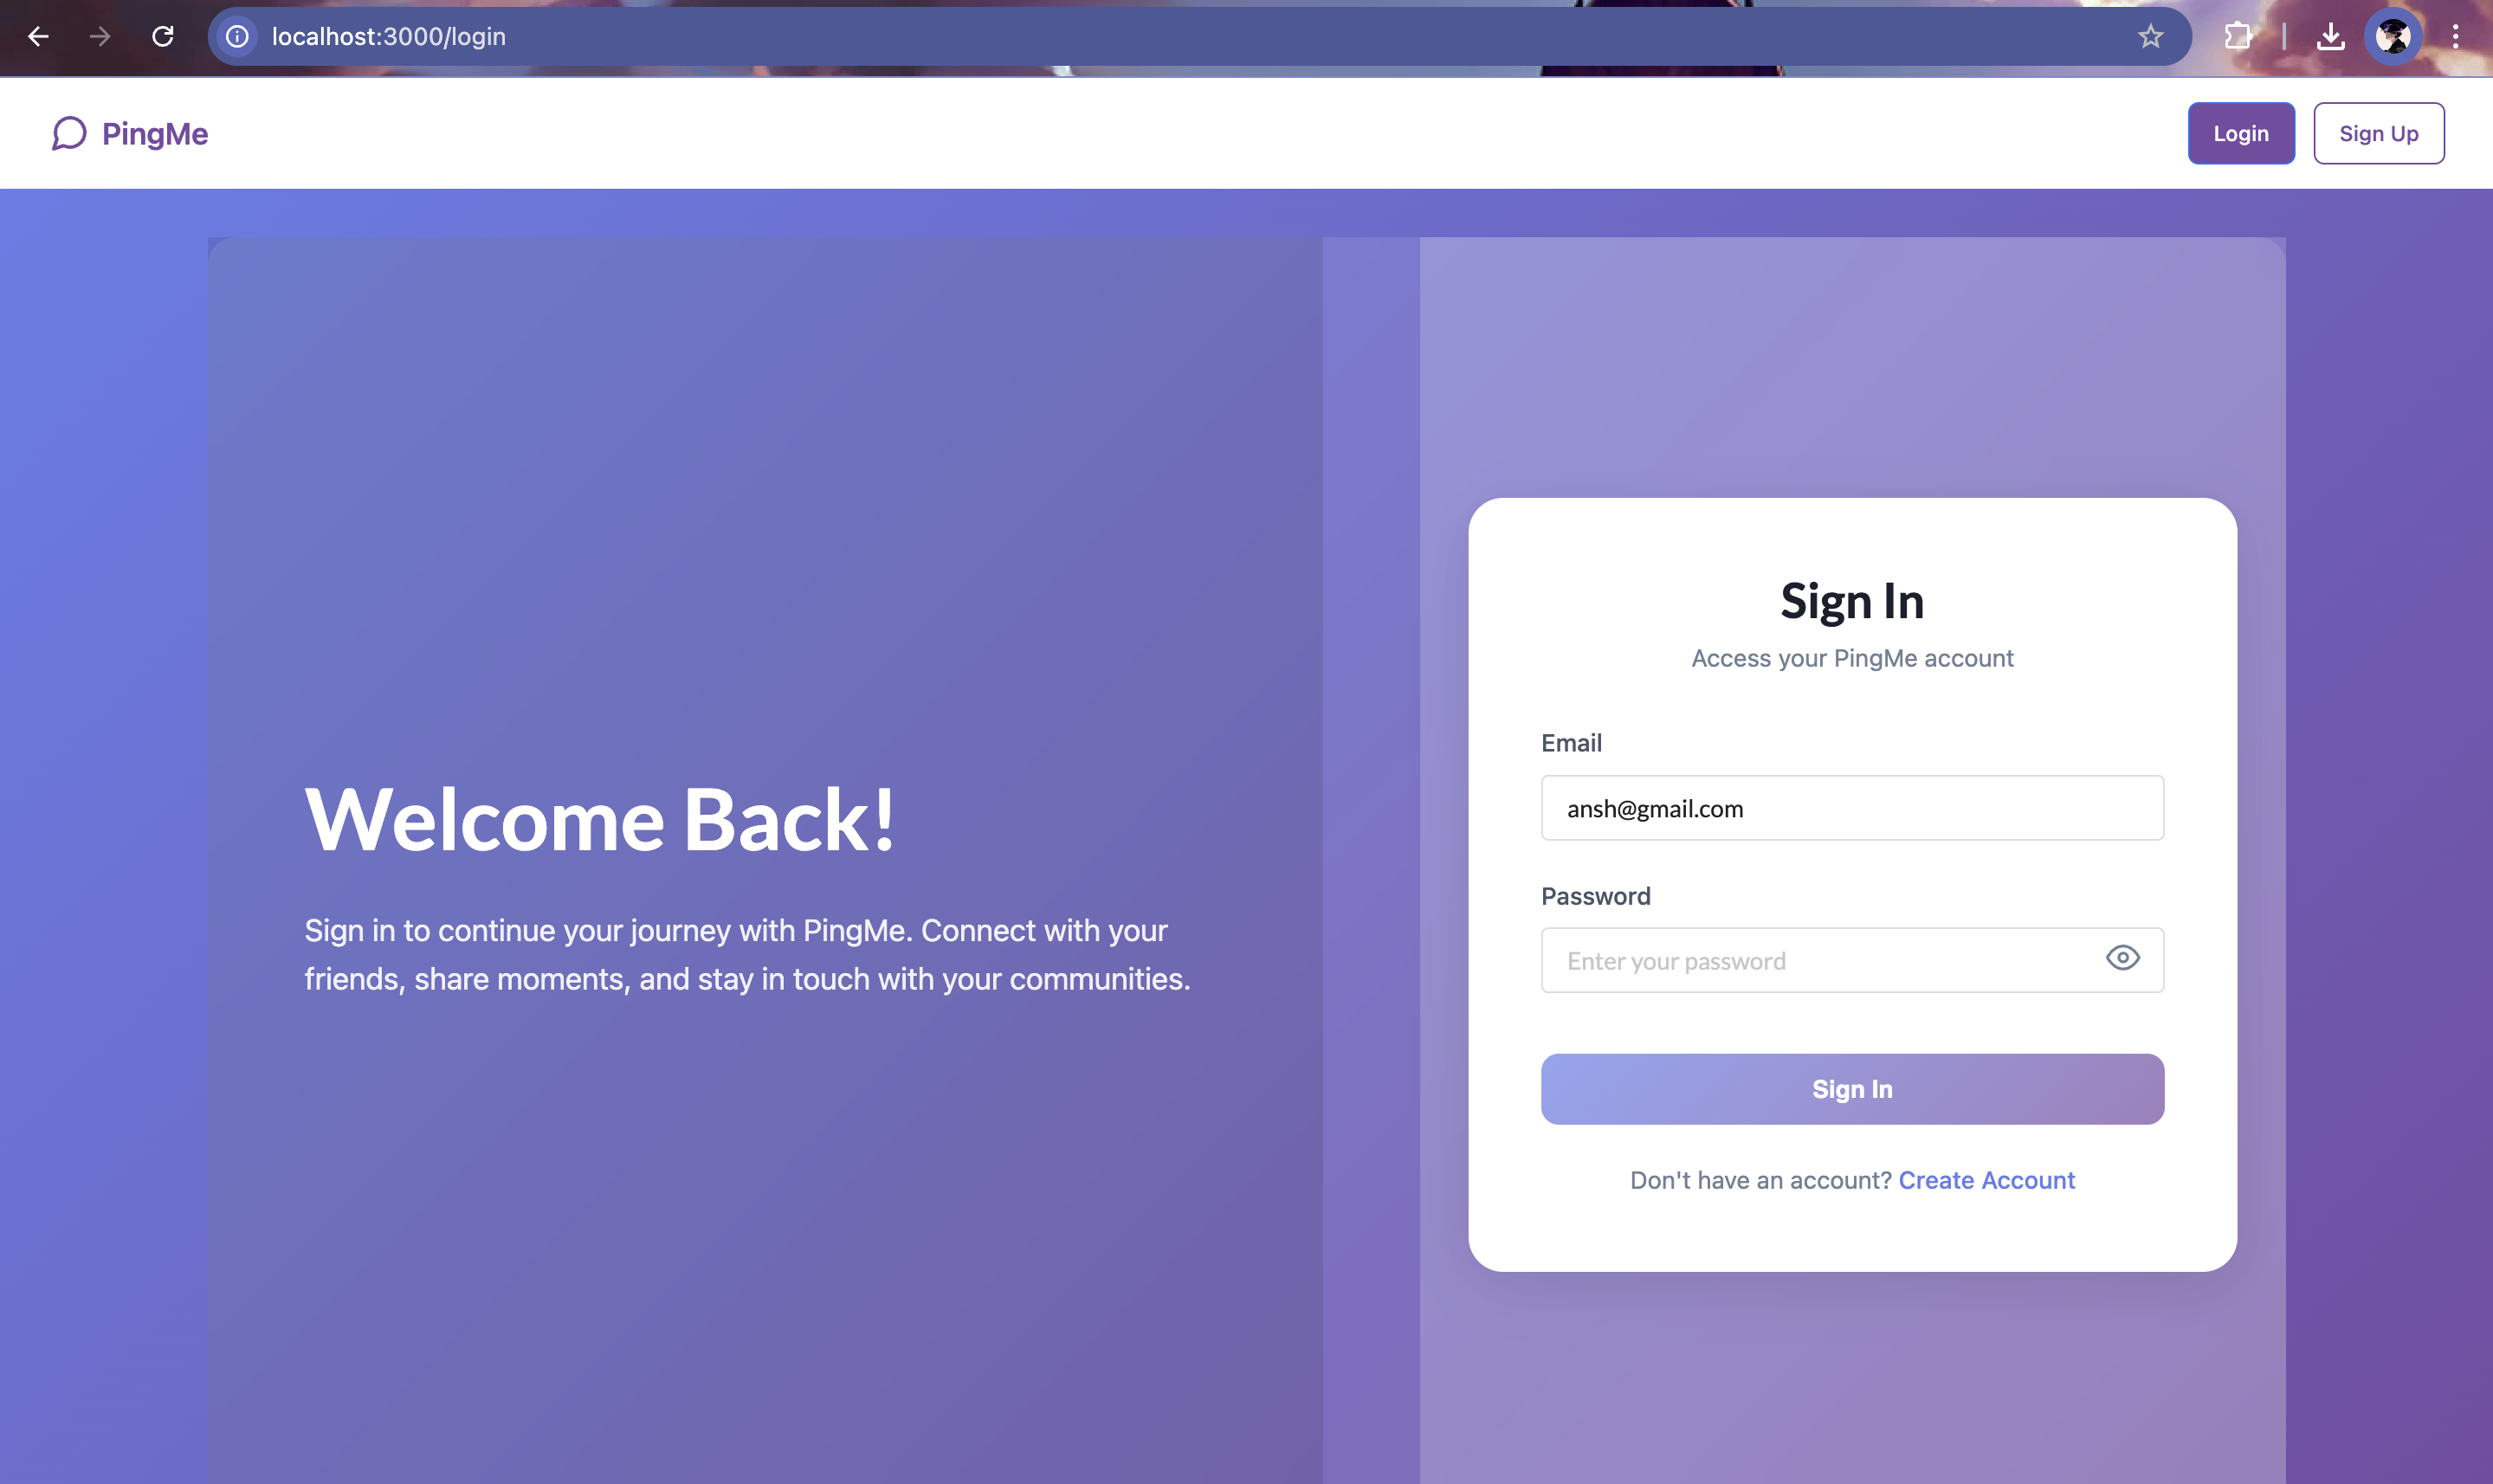 localhost:3000/login
PingMe
Login
Sign Up
Welcome Back!
Sign in to continue your journey with PingMe. Connect with your
friends, share moments, and stay in touch with your communities.
Sign In
Access your PingMe account
Email
ansh@gmail.com
Password
Enter your password
Sign In
Don't have an account? Create Account